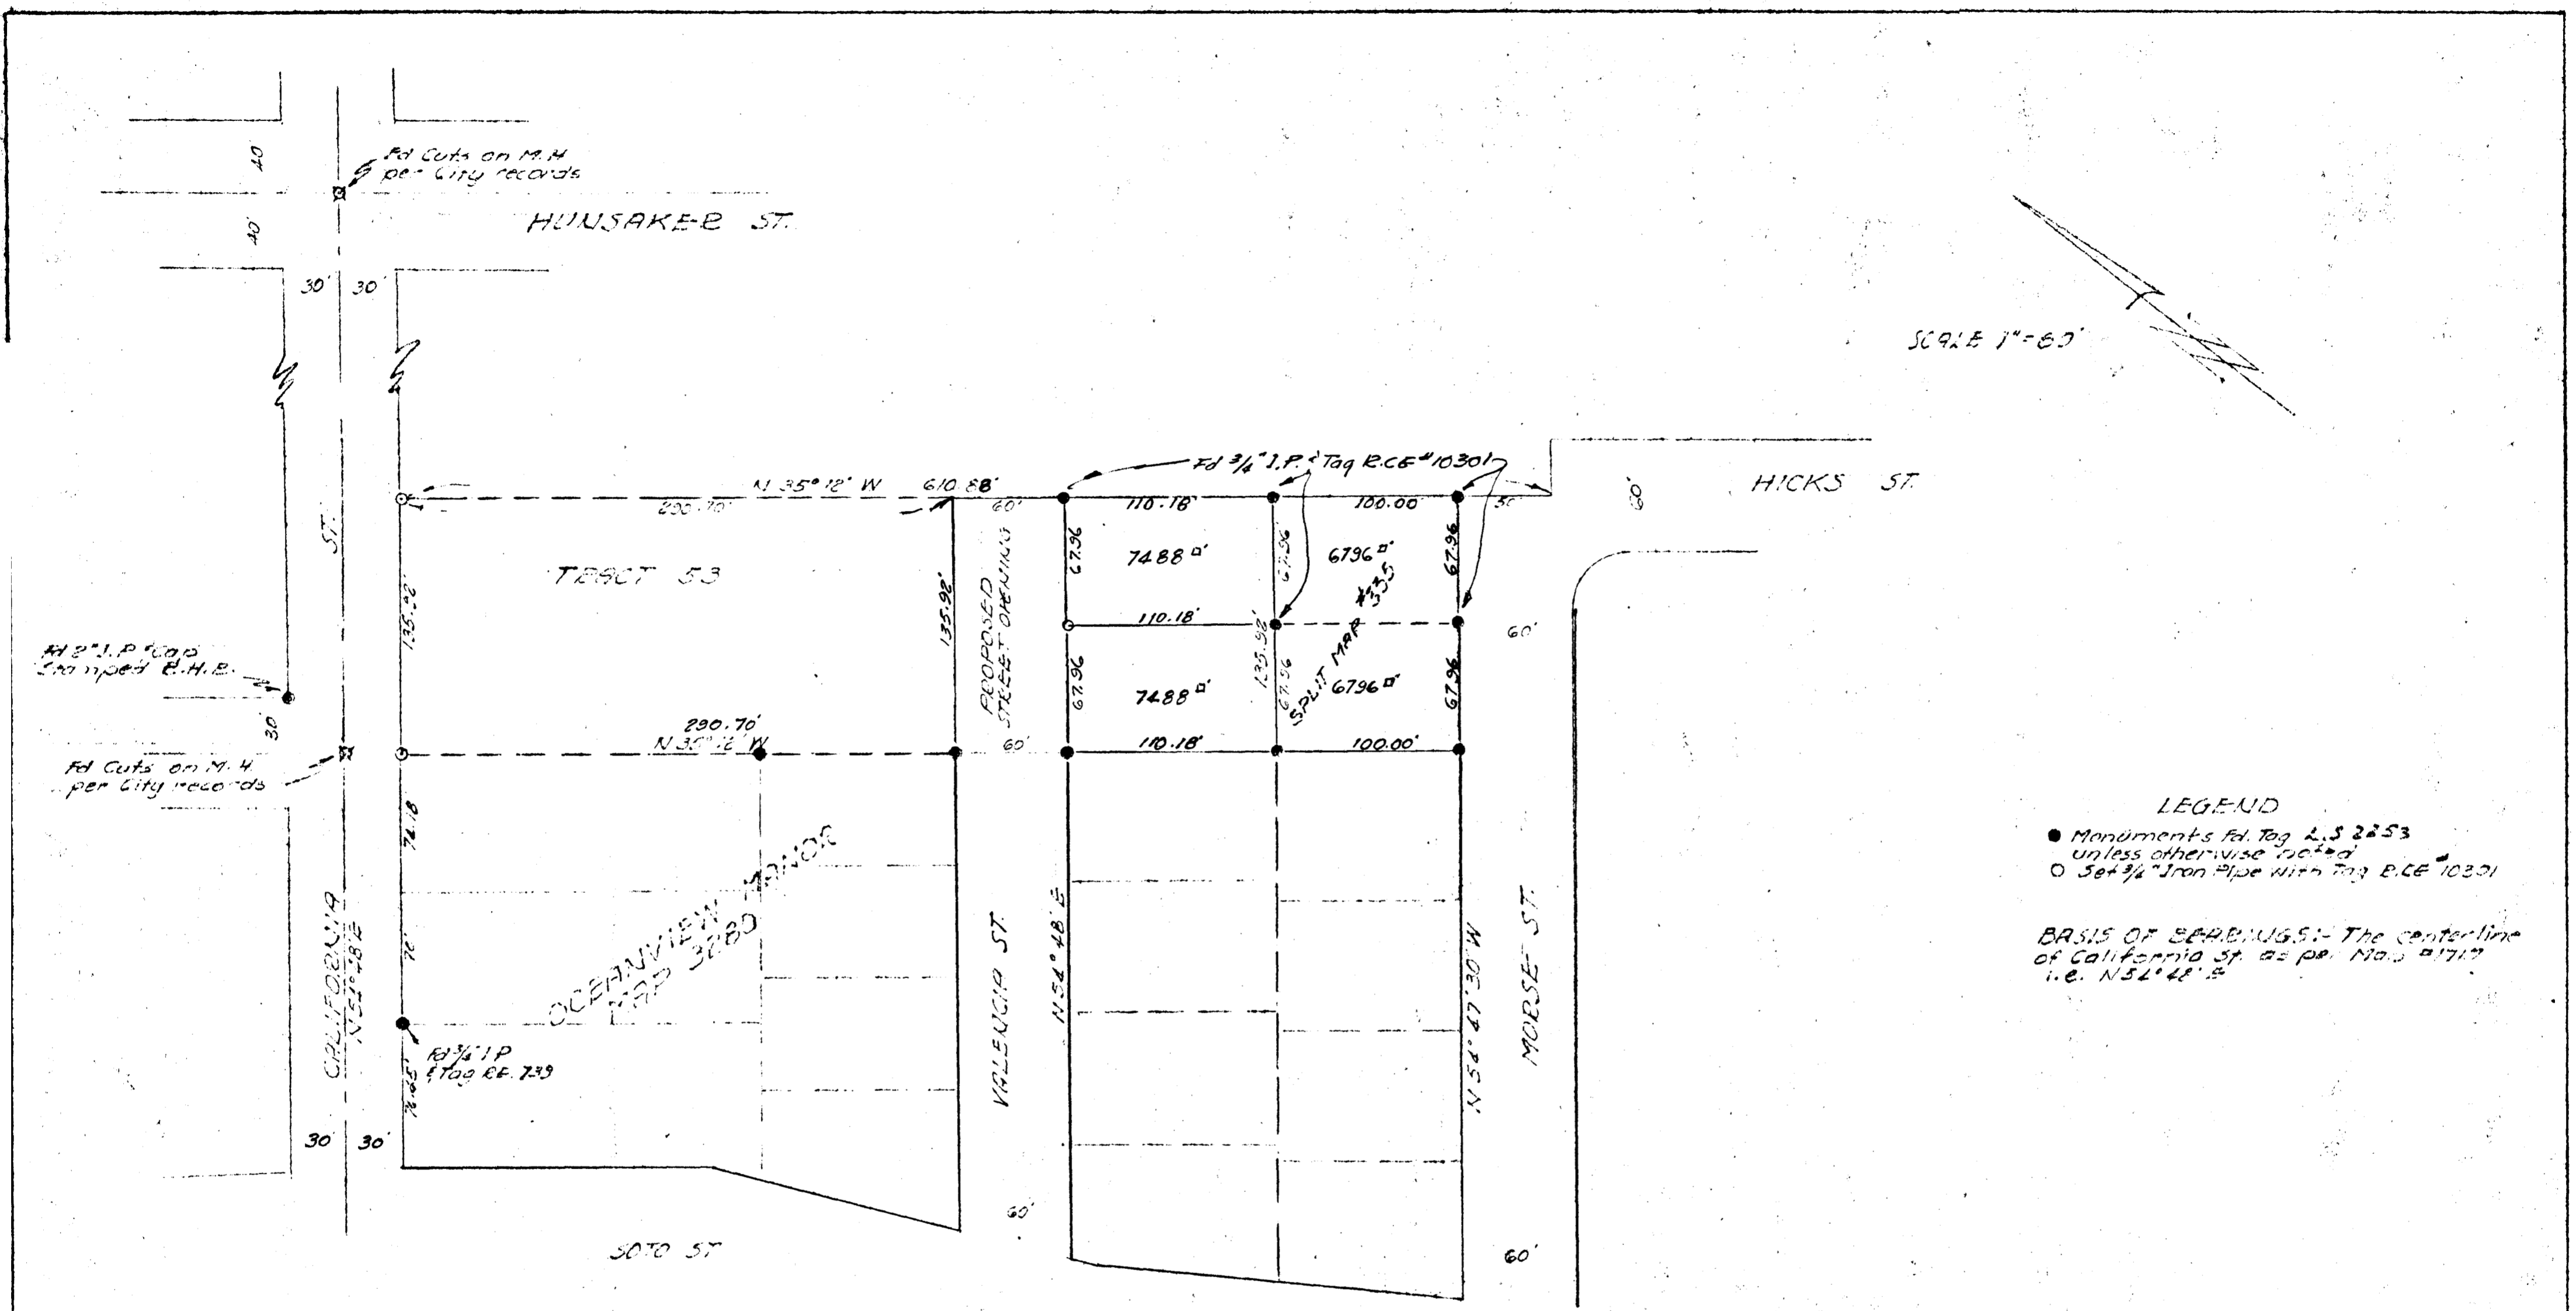 Fd Cuts on M.H
per City records
40'
40'
HUNSAKER ST.
30' 30'
SCALE 1"=60'
Fd 3/4" I.P. & Tag R.C.E #10301
N 35°12' W 610.88'
290.70' 60' 110.18' 100.00' 50'
60'
HICKS ST.
ST.
TRACT 53
135.92'
135.92'
PROPOSED
STREET OPENING
67.96
7488 □'
67.96
6796 □'
67.96
110.18'
135.92'
SPLIT MAP #335
60'
Fd 2" I.P & Cap
Stamped R.H.B.
30'
67.96
7488 □'
67.96
6796 □'
67.96
290.70'
N 35°12' W
60' 110.18' 100.00'
Fd Cuts on M.H.
per City records
74.18
76'
76.65'
OCEANVIEW MANOR
MAP 3280
CALIFORNIA
N 54°48' E
Fd 3/4" I P
& Tag R.E. 739
VALENCIA ST.
N 54° 48' E
N 54° 47' 30" W
MORSE ST.
LEGEND
● Monuments Fd. Tag L.S 2253
unless otherwise noted
○ Set 3/4" Iron Pipe with Tag R.C.E #10301
BASIS OF BEARINGS:- The centerline
of California St. as per Map #1717
i.e. N 54° 48' E
30' 30'
60'
60'
SOTO ST